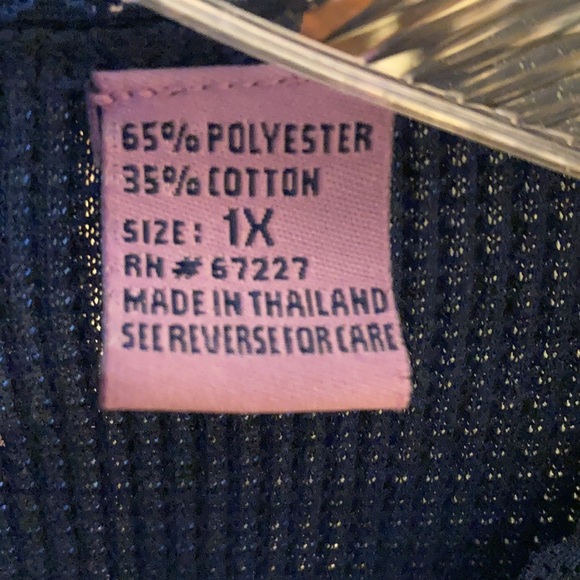 65% POLYESTER
35% COTTON
SIZE: 1X
RN # 67227
MADE IN THAILAND
SEE REVERSE FOR CARE